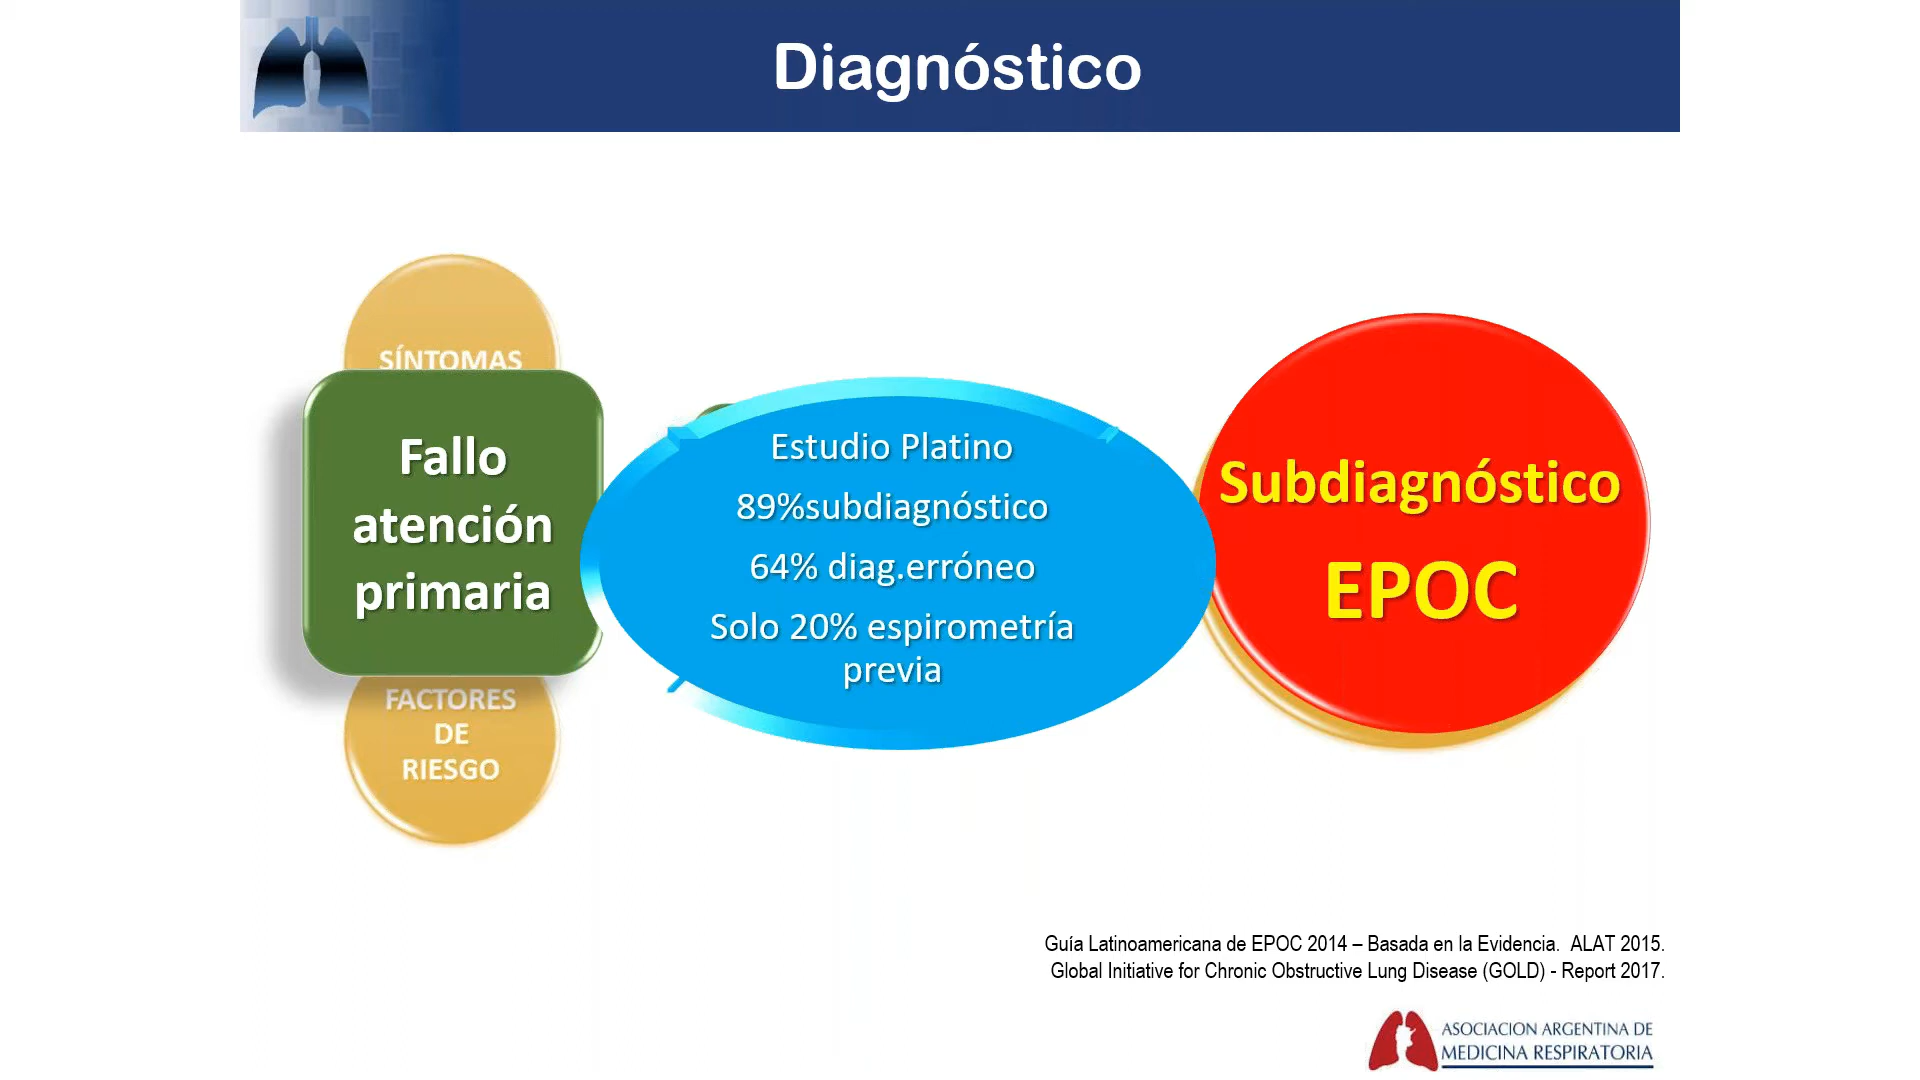 Diagnóstico
SÍNTOMAS
Fallo
atención
primaria
FACTORES
DE
RIESGO
Estudio Platino
89%subdiagnóstico
64% diag.erróneo
Solo 20% espirometría
previa
Subdiagnóstico
EPOC
Guía Latinoamericana de EPOC 2014 – Basada en la Evidencia. ALAT 2015.
Global Initiative for Chronic Obstructive Lung Disease (GOLD) - Report 2017.
ASOCIACION ARGENTINA DE
MEDICINA RESPIRATORIA